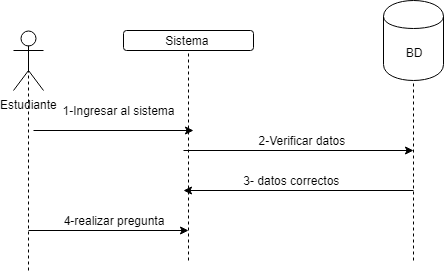 Sistema
BD
Estudiante
1-Ingresar al sistema
2-Verificar datos
3- datos correctos
4-realizar pregunta